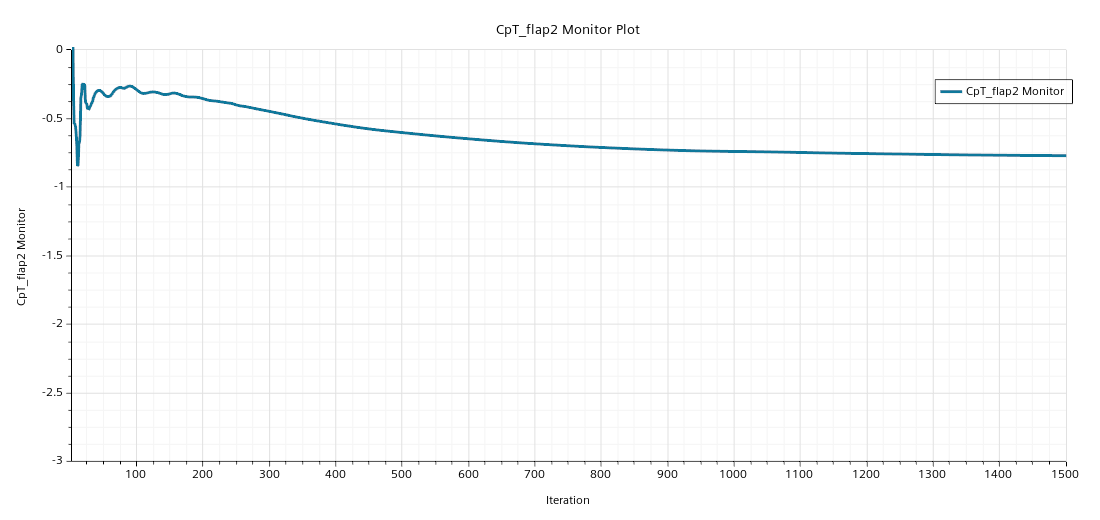 CpT_flap2 Monitor Plot
CpT_flap2 Monitor
0
-0.5
-1
-1.5
-2
-2.5
-3
CpT_flap2 Monitor
100 200 300 400 500 600 700 800 900 1000 1100 1200 1300 1400 1500
Iteration